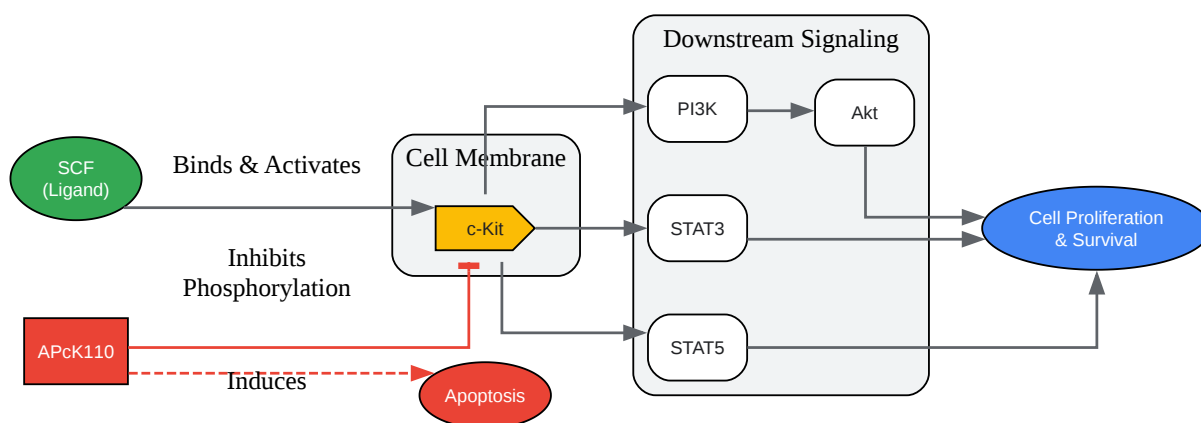 Downstream Signaling
PI3K
Akt
SCF
(Ligand)
Binds & Activates
Cell Membrane
c-Kit
STAT3
Cell Proliferation
& Survival
Inhibits
Phosphorylation
APcK110
STAT5
Induces
Apoptosis